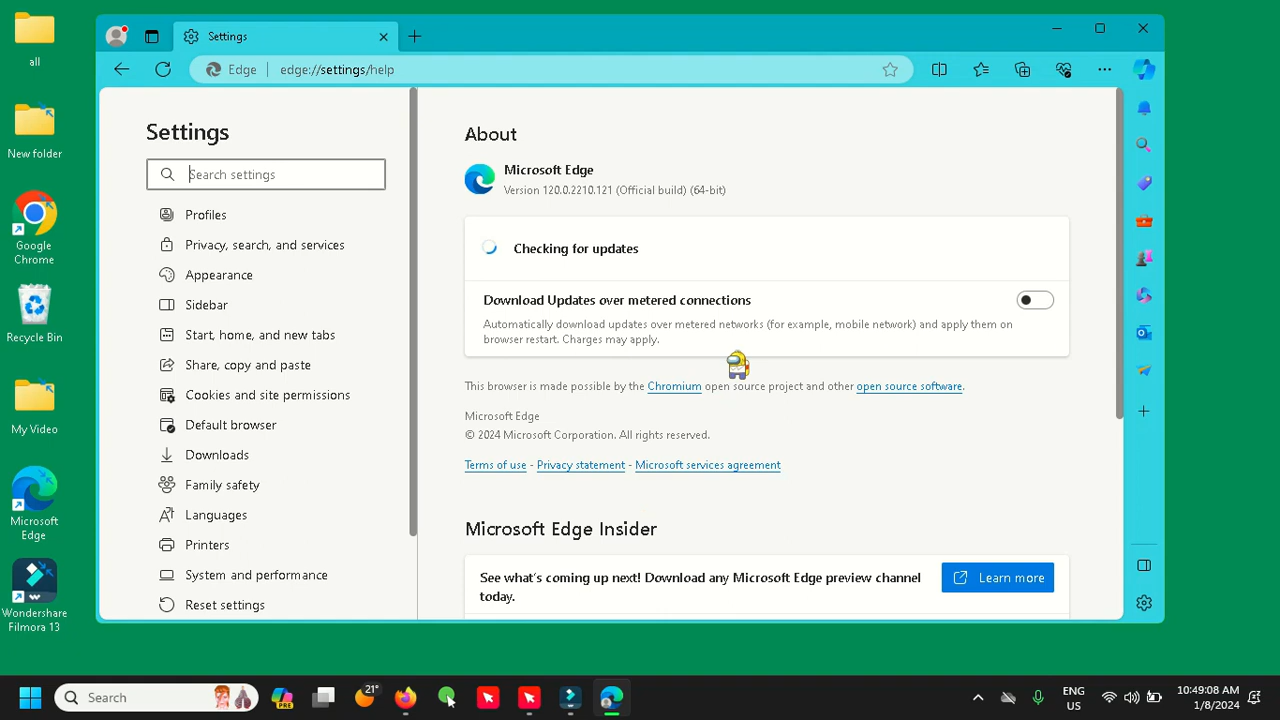 all
New folder
Google
Chrome
Recycle Bin
My Video
Microsoft
Edge
Wondershare
Filmora 13
Settings
Edge
edge://settings/help
Settings
Search settings
Profiles
Privacy, search, and services
Appearance
Sidebar
Start, home, and new tabs
Share, copy and paste
Cookies and site permissions
Default browser
Downloads
Family safety
Languages
Printers
System and performance
Reset settings
About
Microsoft Edge
Version 120.0.2210.121 (Official build) (64-bit)
Checking for updates
Download Updates over metered connections
Automatically download updates over metered networks (for example, mobile network) and apply them on
browser restart. Charges may apply.
This browser is made possible by the Chromium open source project and other open source software.
Microsoft Edge
© 2024 Microsoft Corporation. All rights reserved.
Terms of use - Privacy statement - Microsoft services agreement
Microsoft Edge Insider
See what's coming up next! Download any Microsoft Edge preview channel
today.
Learn more
Search
PRE
21°
ENG
US
10:49:08 AM
1/8/2024